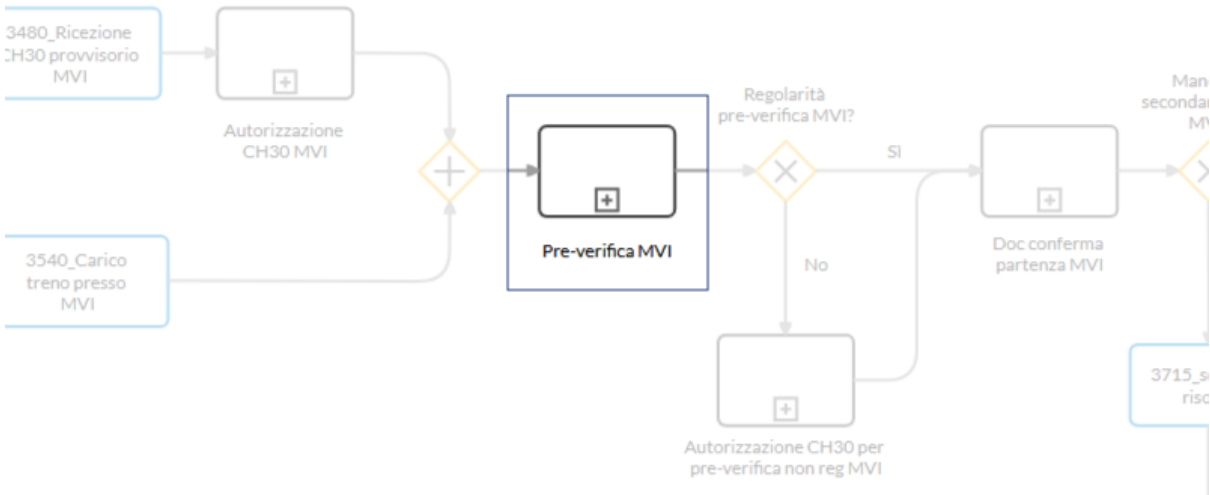 3480_Ricezione
CH30 provvisorio
MVI
Autorizzazione
CH30 MVI
3540_Carico
treno presso
MVI
Pre-verifica MVI
Regolarità
pre-verifica MVI?
SÌ
No
Autorizzazione CH30 per
pre-verifica non reg MVI
Doc conferma
partenza MVI